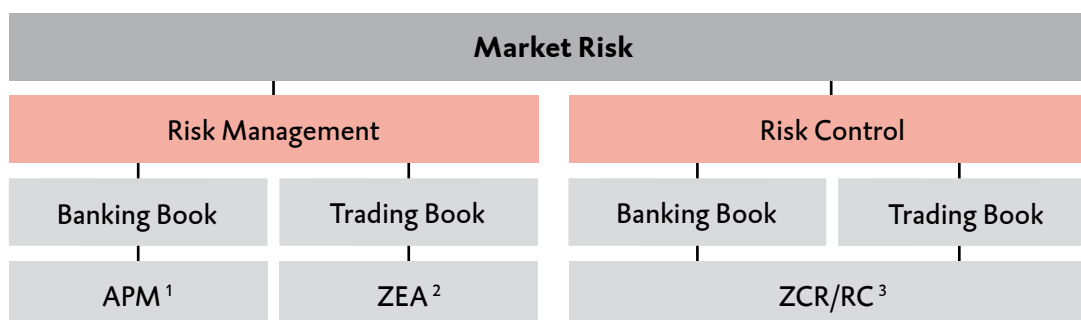 Market Risk
Risk Management
Risk Control
Banking Book
Trading Book
Banking Book
Trading Book
APM ¹
ZEA ²
ZCR/RC ³